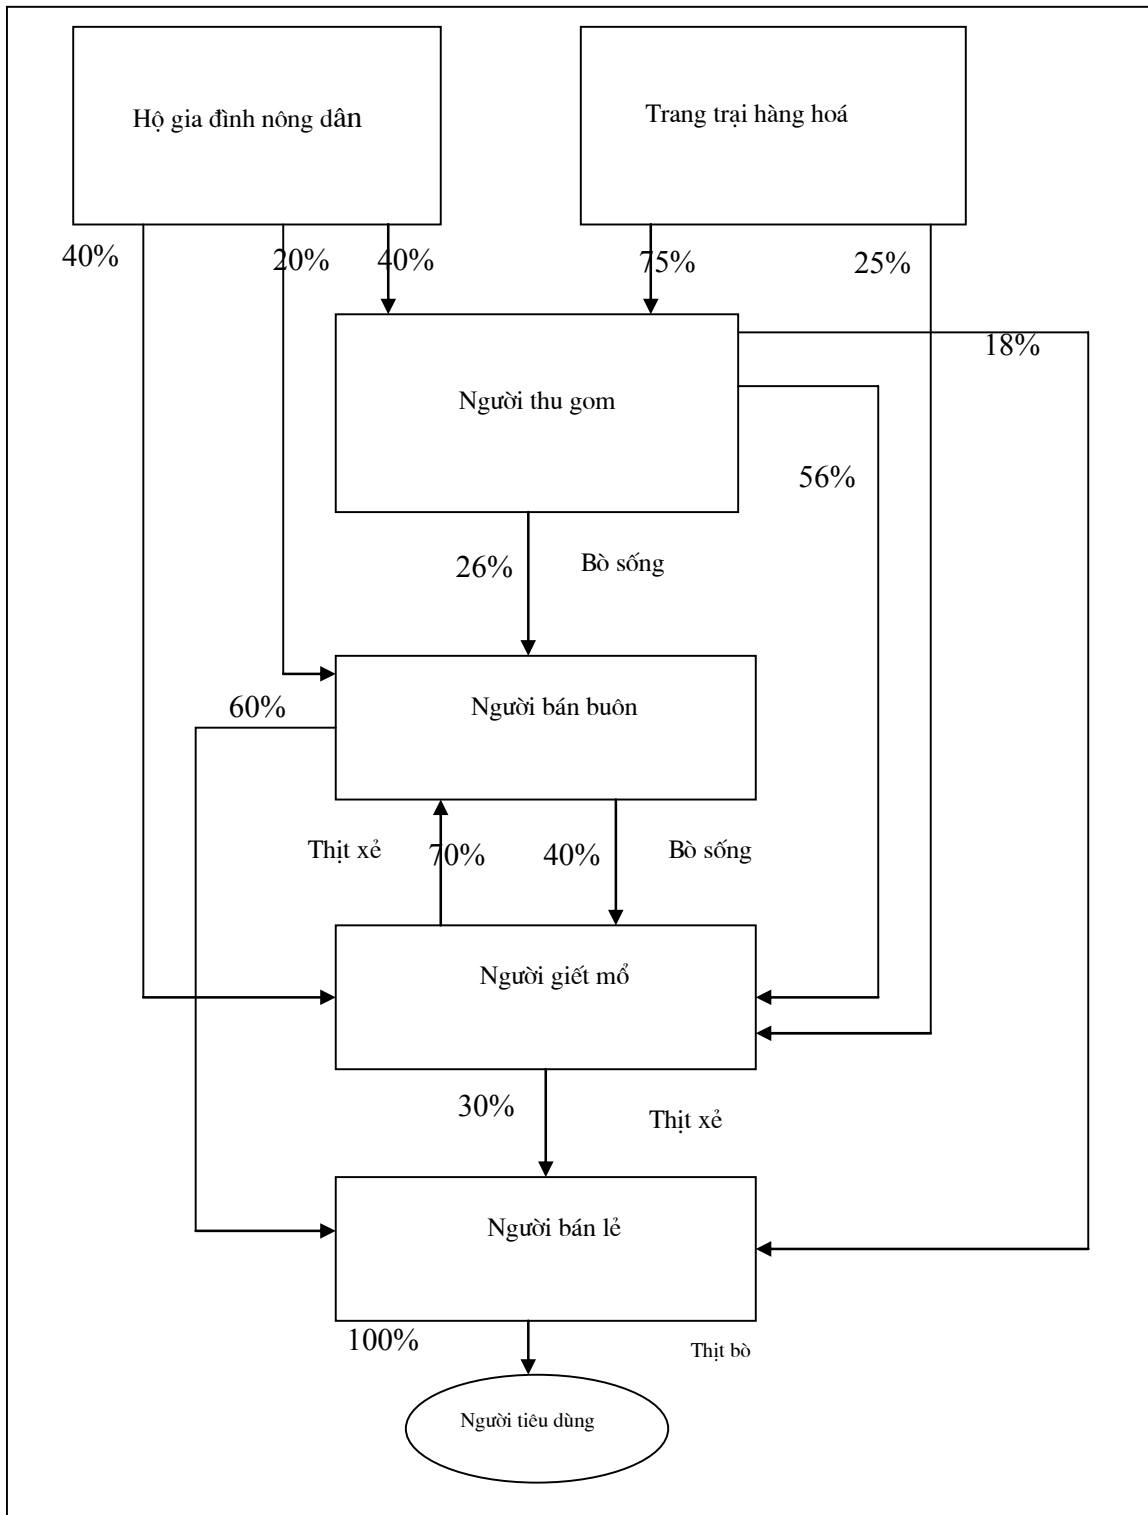 Hộ gia đình nông dân
Trang trại hàng hoá
40%
20%
40%
75%
25%
18%
Người thu gom
56%
26%
Bò sống
Người bán buôn
60%
Thịt xẻ
70%
40%
Bò sống
Người giết mổ
30%
Thịt xẻ
Người bán lẻ
100%
Thịt bò
Người tiêu dùng